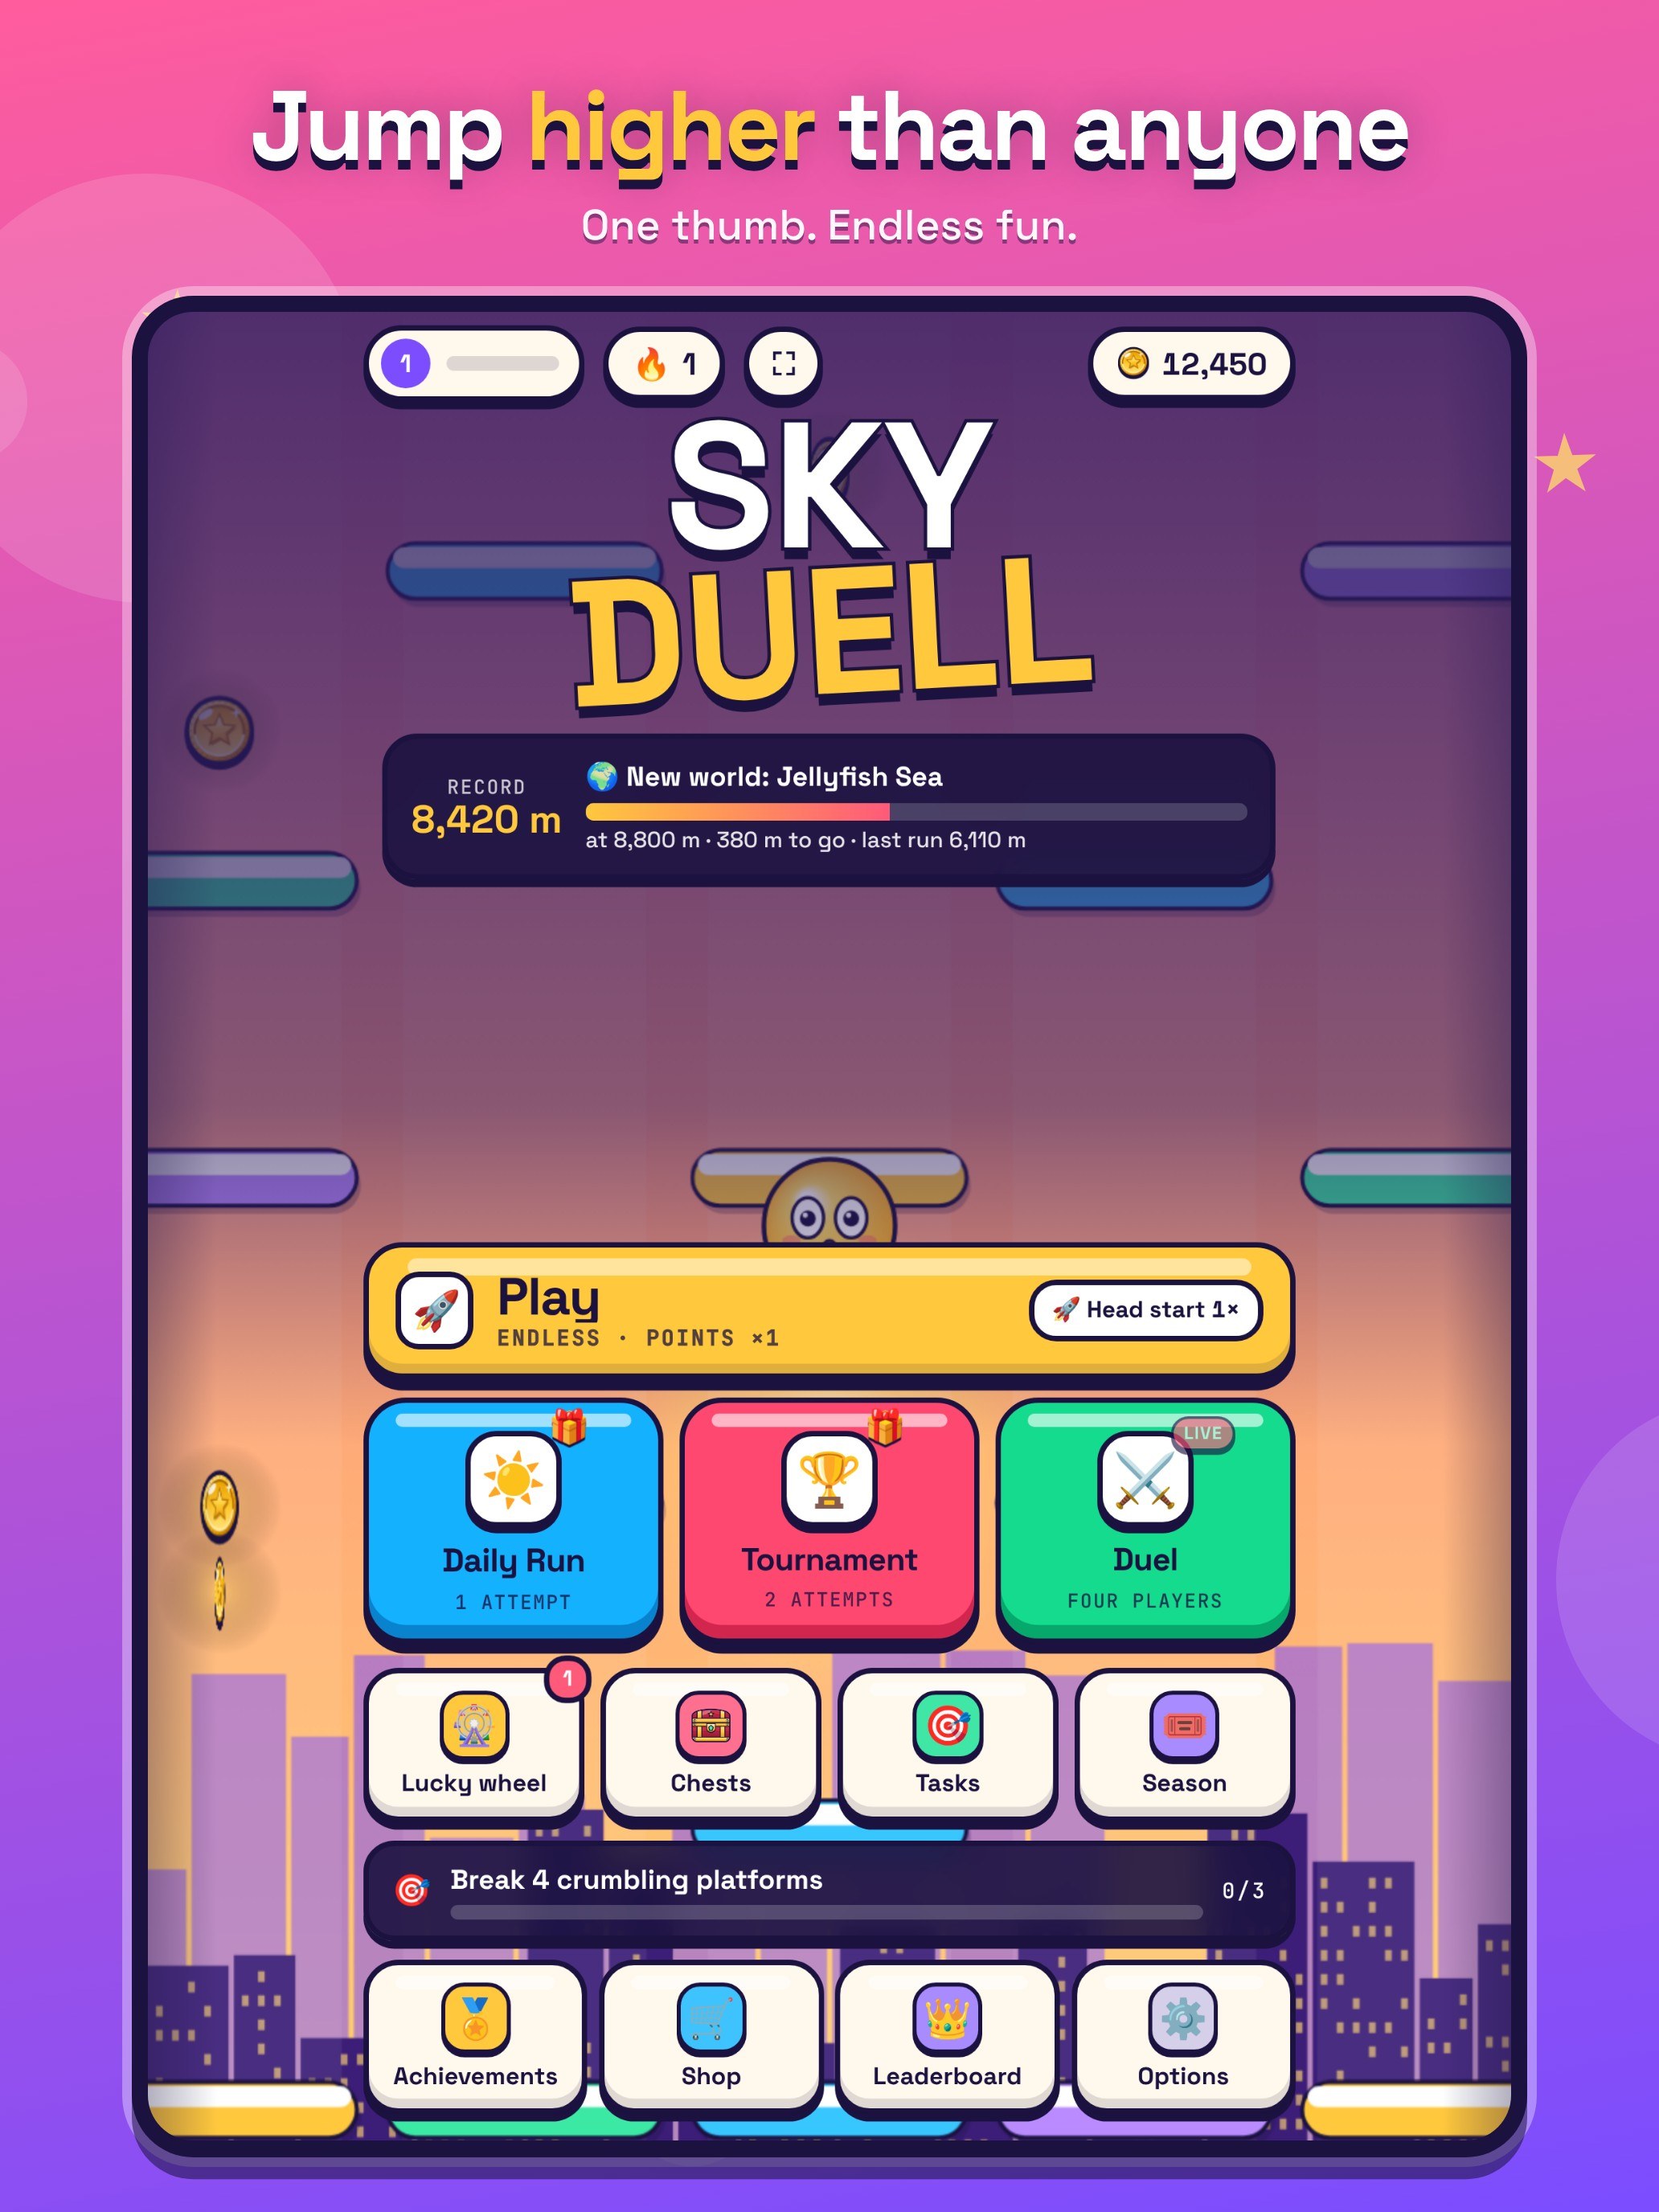 Jump higher than anyone
One thumb. Endless fun.
1
1
12,450
SKY
DUELL
RECORD
8,420 m
New world: Jellyfish Sea
at 8,800 m · 380 m to go · last run 6,110 m
Play
ENDLESS · POINTS ×1
Head start 1×
Daily Run
1 ATTEMPT
Tournament
2 ATTEMPTS
LIVE
Duel
FOUR PLAYERS
1
Lucky wheel
Chests
Tasks
Season
Break 4 crumbling platforms
0/3
Achievements
Shop
Leaderboard
Options